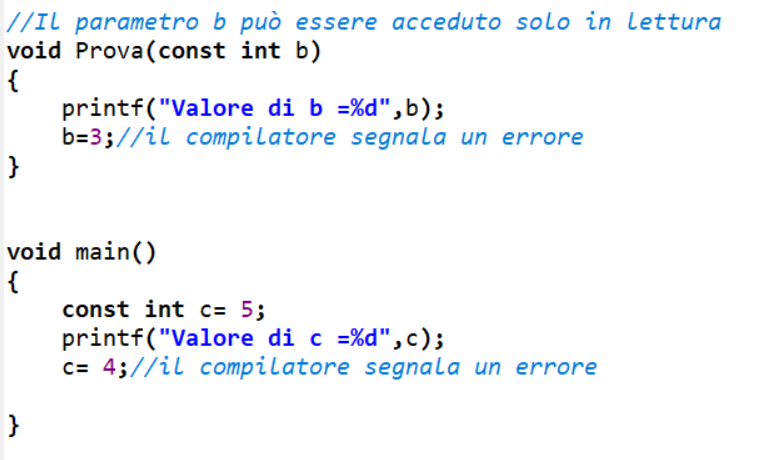 //Il parametro b può essere acceduto solo in lettura
void Prova(const int b)
{
    printf("Valore di b =%d",b);
    b=3;//il compilatore segnala un errore
}
void main()
{
    const int c= 5;
    printf("Valore di c =%d",c);
    c= 4;//il compilatore segnala un errore
}